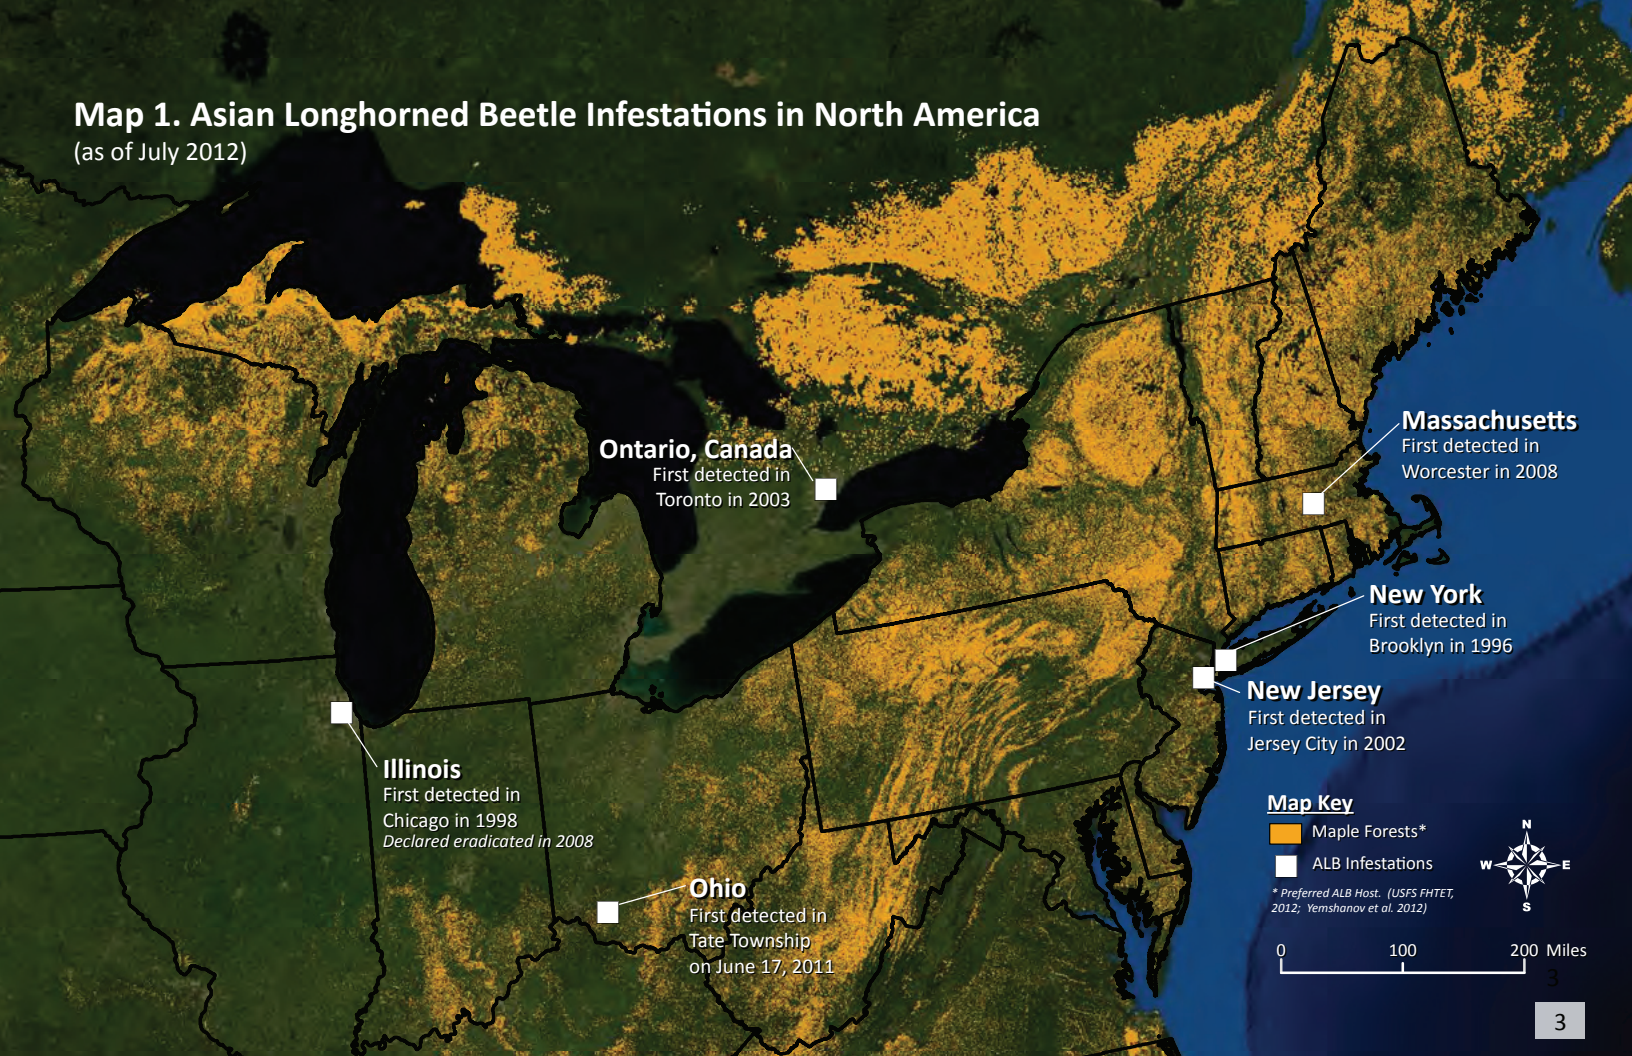 Map 1. Asian Longhorned Beetle Infestations in North America
(as of July 2012)
Ontario, Canada
First detected in
Toronto in 2003
Massachusetts
First detected in
Worcester in 2008
New York
First detected in
Brooklyn in 1996
New Jersey
First detected in
Jersey City in 2002
Illinois
First detected in
Chicago in 1998
Declared eradicated in 2008
Ohio
First detected in
Tate Township
on June 17, 2011
Map Key
Maple Forests*
ALB Infestations
* Preferred ALB Host. (USFS FHTET,
2012; Yemshanov et al. 2012)
N
W E
S
0 100 200 Miles
3
3